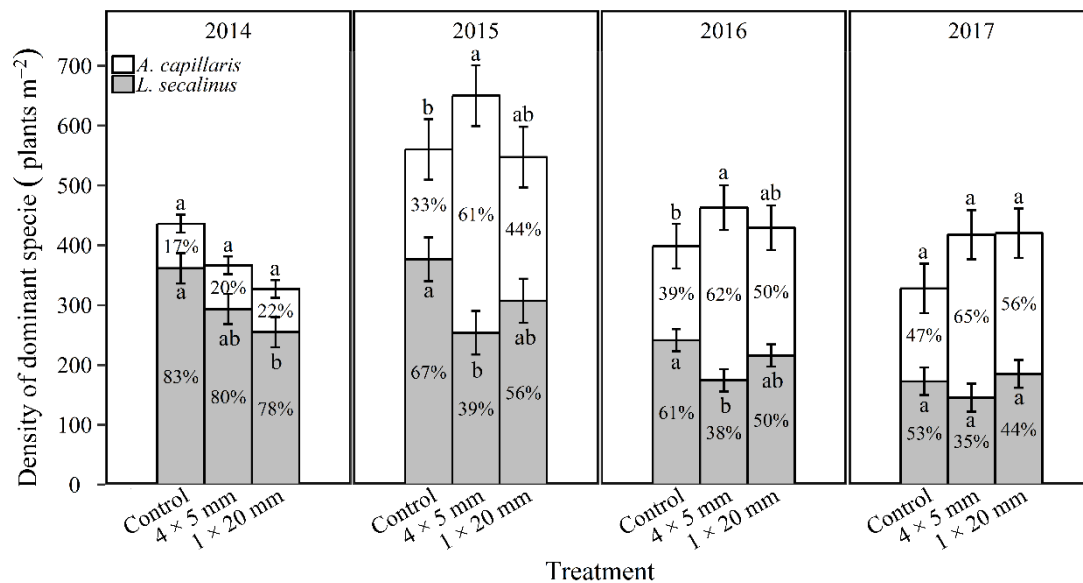 2014 2015 2016 2017
Density of dominant specie ( plants m⁻²)
700
600
500
400
300
200
100
0
A. capillaris
L. secalinus
a a a
17% 20% 22%
a ab b
83% 80% 78%
b a ab
33% 61% 44%
a b ab
67% 39% 56%
b a ab
39% 62% 50%
a b ab
61% 38% 50%
a a a
47% 65% 56%
a a a
53% 35% 44%
Control 4 × 5 mm 1 × 20 mm Control 4 × 5 mm 1 × 20 mm Control 4 × 5 mm 1 × 20 mm Control 4 × 5 mm 1 × 20 mm
Treatment